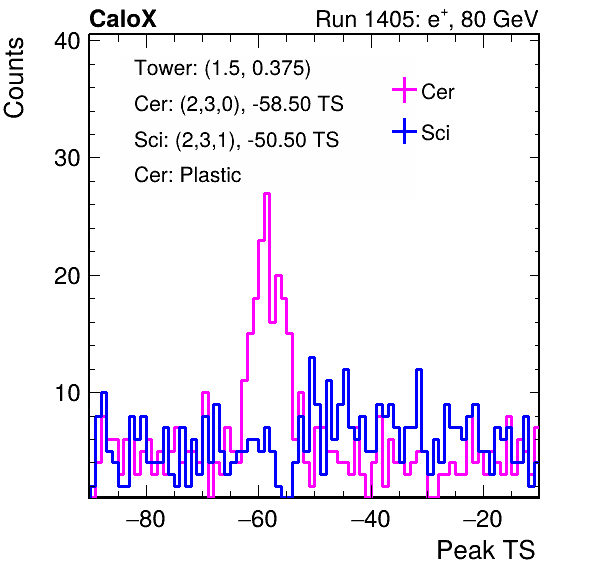 CaloX Run 1405: e⁺, 80 GeV
Counts
40
30
20
10
Tower: (1.5, 0.375)
Cer: (2,3,0), -58.50 TS
Sci: (2,3,1), -50.50 TS
Cer: Plastic
Cer
Sci
−80 −60 −40 −20
Peak TS